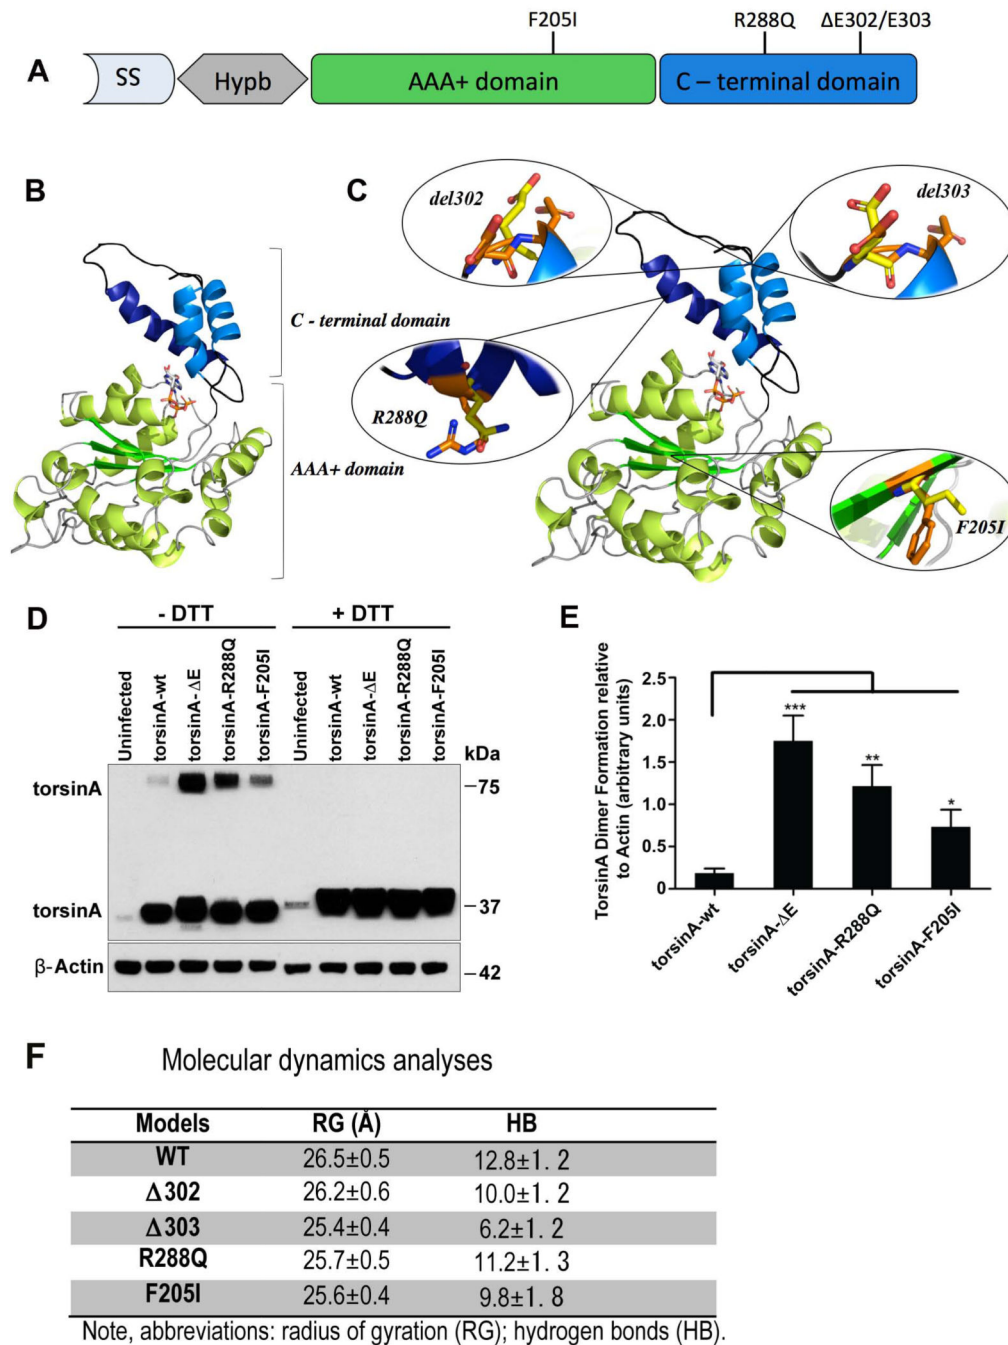 A
F205I
R288Q
ΔE302/E303
SS
Hypb
AAA+ domain
C – terminal domain
B
C - terminal domain
AAA+ domain
C
del302
del303
R288Q
F205I
D
- DTT
+ DTT
Uninfected
torsinA-wt
torsinA-ΔE
torsinA-R288Q
torsinA-F205I
Uninfected
torsinA-wt
torsinA-ΔE
torsinA-R288Q
torsinA-F205I
kDa
torsinA
–75
torsinA
–37
β-Actin
–42
E
TorsinA Dimer Formation relative
to Actin (arbitrary units)
2.5
2.0
1.5
1.0
0.5
0
***
**
*
torsinA-wt
torsinA-ΔE
torsinA-R288Q
torsinA-F205I
F
Molecular dynamics analyses
Models RG (Å) HB
WT 26.5±0.5 12.8±1. 2
Δ302 26.2±0.6 10.0±1. 2
Δ303 25.4±0.4 6.2±1. 2
R288Q 25.7±0.5 11.2±1. 3
F205I 25.6±0.4 9.8±1. 8
Note, abbreviations: radius of gyration (RG); hydrogen bonds (HB).